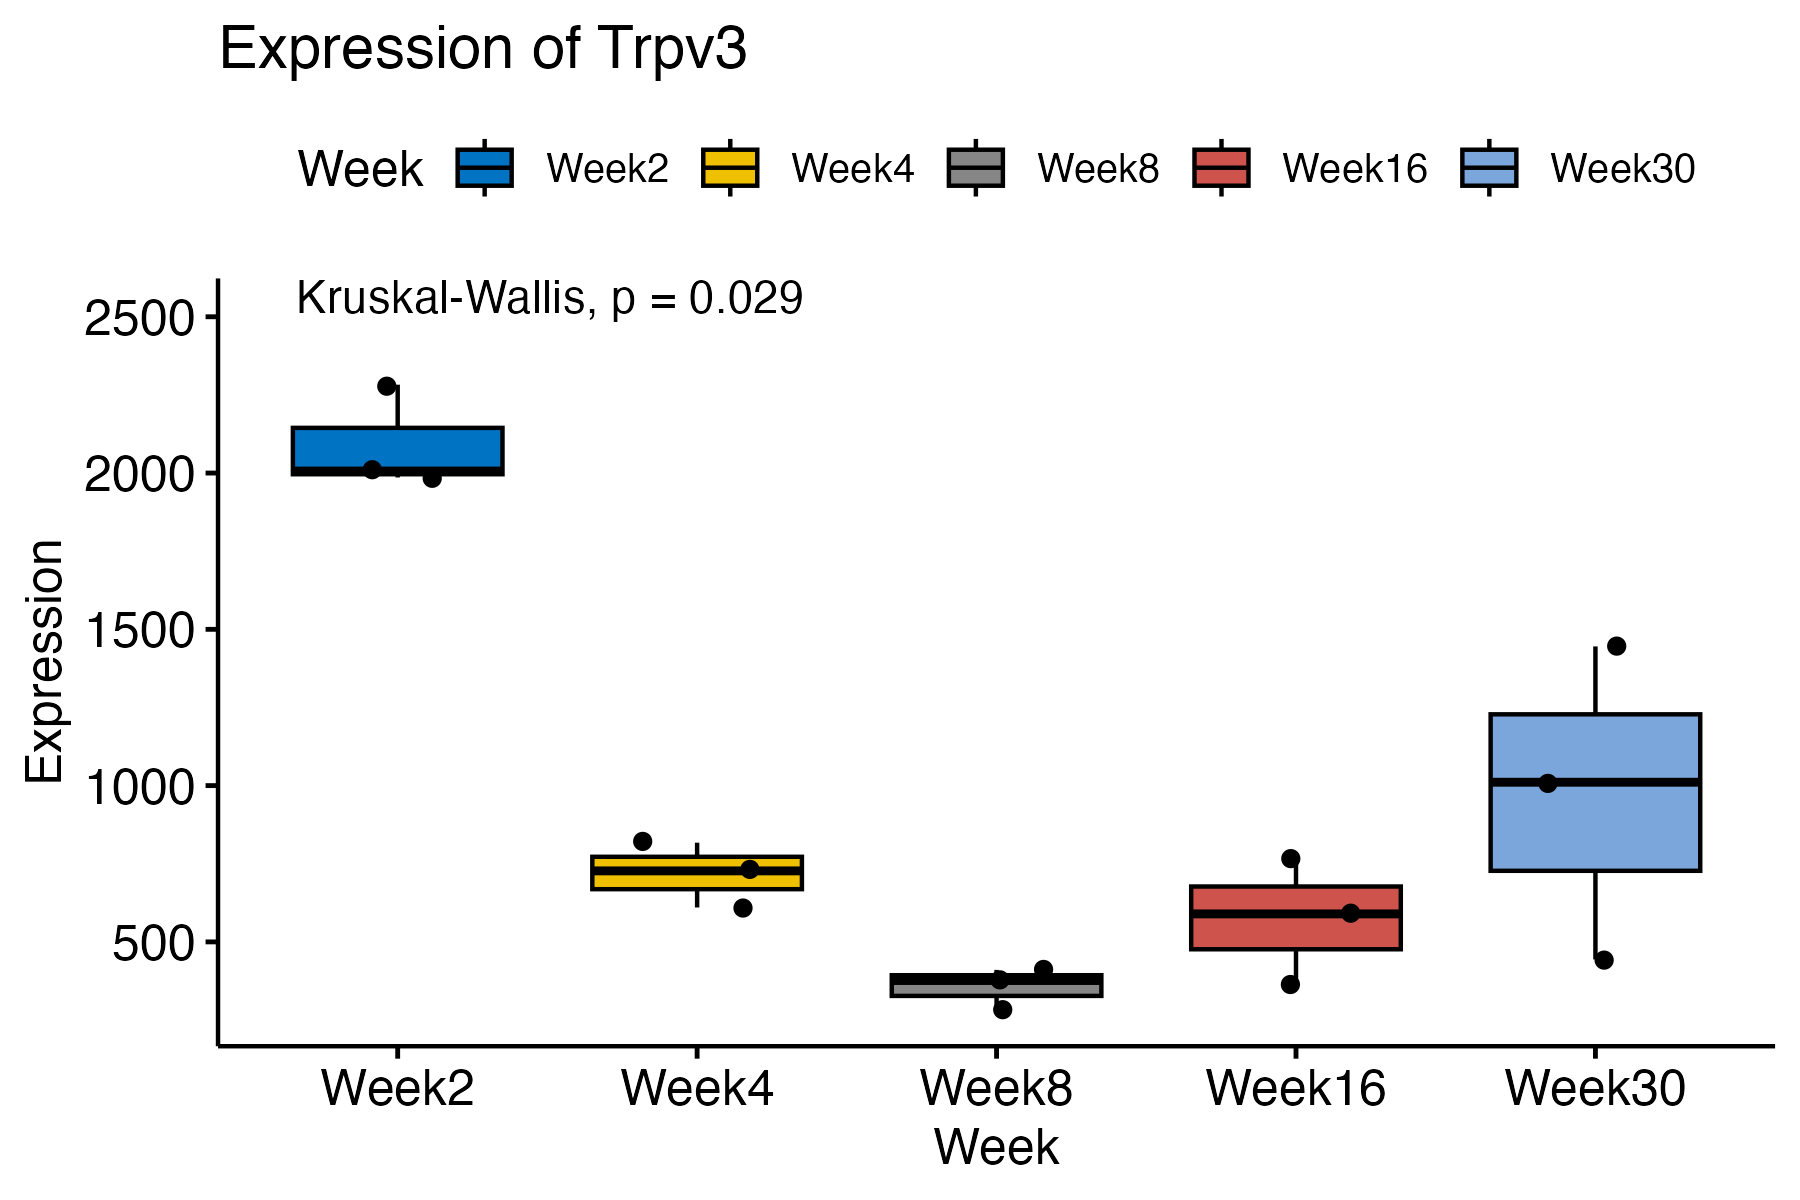 Expression of Trpv3
Week Week2 Week4 Week8 Week16 Week30
Kruskal-Wallis, p = 0.029
2500
2000
1500
1000
500
Expression
Week2 Week4 Week8 Week16 Week30
Week